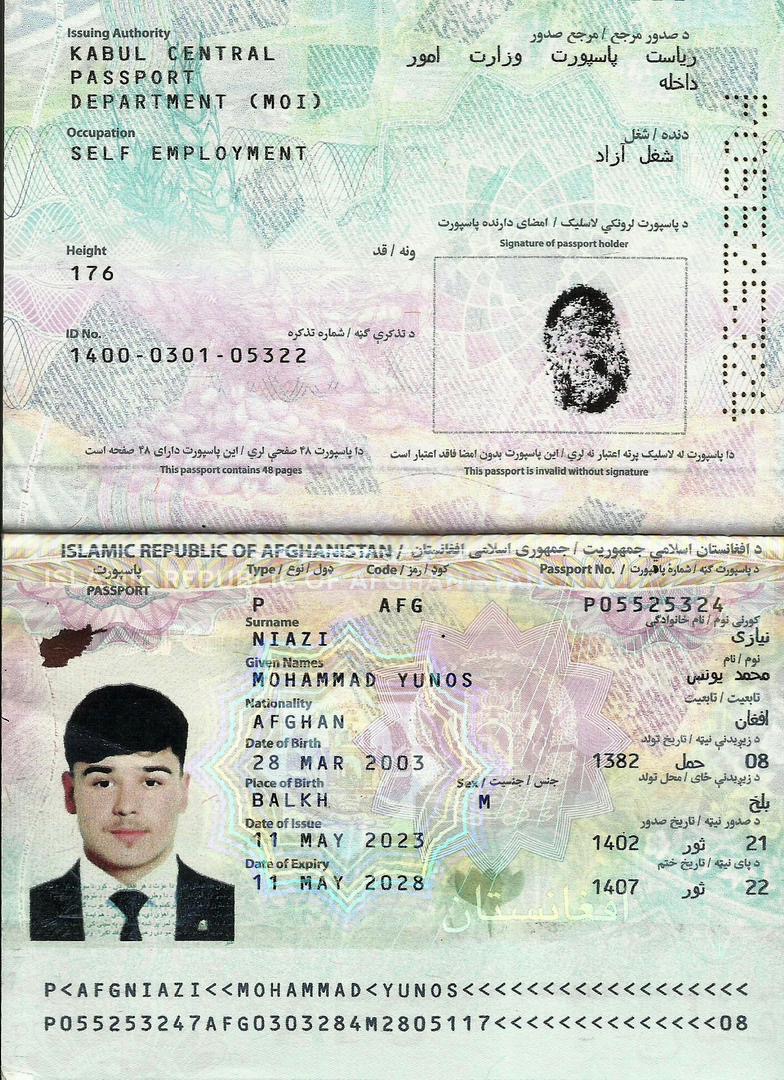 Issuing Authority د صدور مرجع / مرجع صدور
KABUL CENTRAL ریاست پاسپورت وزارت امور
PASSPORT داخله
DEPARTMENT (MOI)
Occupation دنده / شغل
SELF EMPLOYMENT شغل آزاد
د پاسپورت لرونکي لاسلیک / امضای دارنده پاسپورت
Signature of passport holder
Height ونه / قد
176
ID No. د تذکرې ګڼه / شماره تذکره
1400-0301-05322
دا پاسپورت ۴۸ صفحې لري / این پاسپورت دارای ۴۸ صفحه است
This passport contains 48 pages
دا پاسپورت له لاسلیک پرته اعتبار نه لري / این پاسپورت بدون امضا فاقد اعتبار است
This passport is invalid without signature
ISLAMIC REPUBLIC OF AFGHANISTAN / د افغانستان اسلامي جمهوریت / جمهوری اسلامی افغانستان
پاسپورت
PASSPORT
Type / ډول / نوع Code / کوډ / رمز Passport No. / د پاسپورت ګڼه / شماره پاسپورت
P AFG P05525324
Surname کورنی نوم / نام خانوادگی
NIAZI نیازی
Given Names نوم / نام
MOHAMMAD YUNOS محمد یونس
Nationality تابعیت / تابعیت
AFGHAN افغان
Date of Birth د زېږېدنې نېټه / تاریخ تولد
28 MAR 2003 08 حمل 1382
Place of Birth Sex / جنس / جنسیت د زېږېدنې ځای / محل تولد
BALKH M بلخ
Date of Issue د صدور نېټه / تاریخ صدور
11 MAY 2023 21 ثور 1402
Date of Expiry د پای نېټه / تاریخ ختم
11 MAY 2028 22 ثور 1407
افغانستان
P<AFGNIAZI<<MOHAMMAD<YUNOS<<<<<<<<<<<<<<<<<<
P055253247AFG0303284M2805117<<<<<<<<<<<<<<08